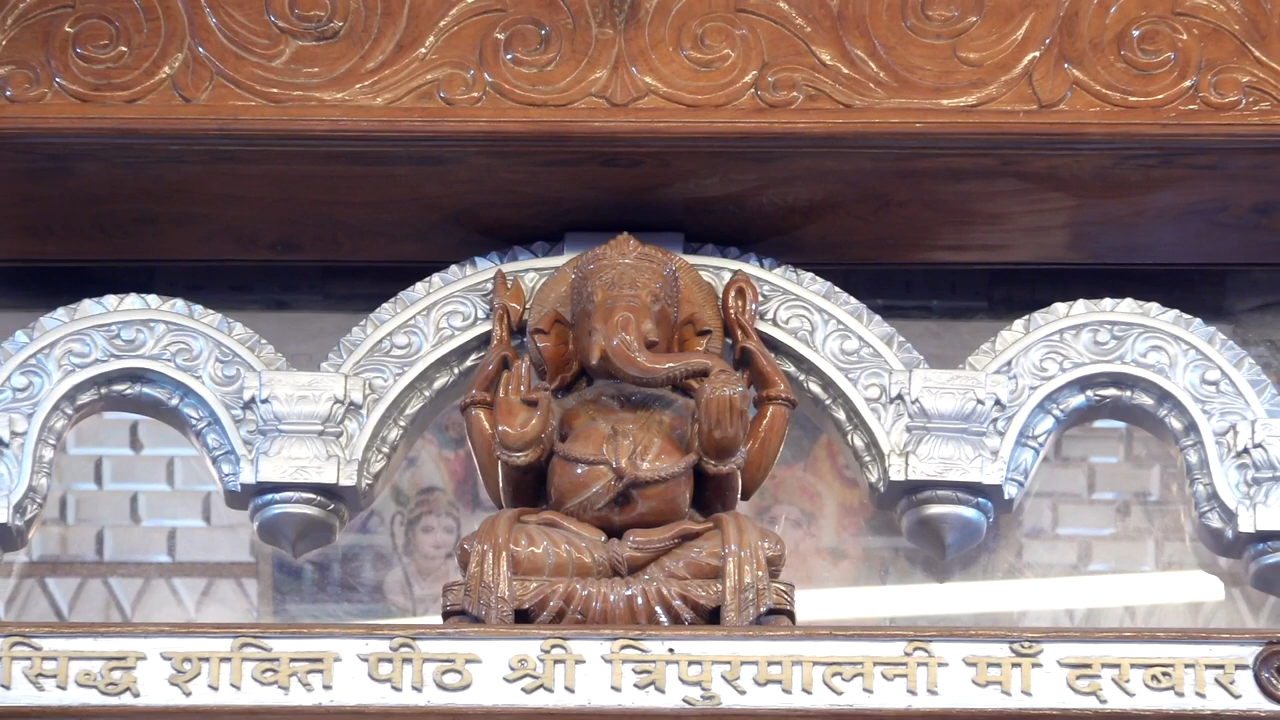 सिद्ध शक्ति पीठ श्री त्रिपुरमालनी माँ दरबार